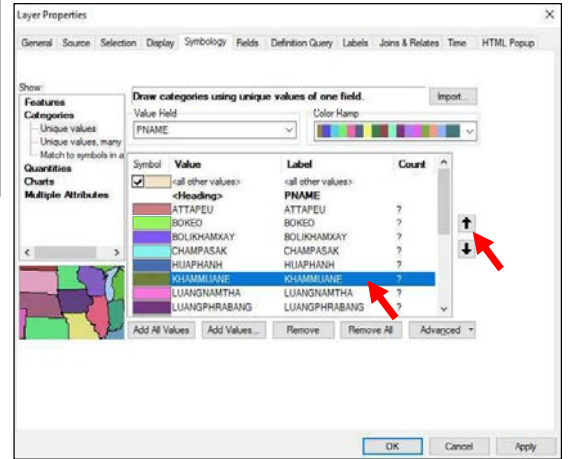 Layer Properties
General Source Selection Display Symbology Fields Definition Query Labels Joins & Relates Time HTML Popup
Show:
Features
Categories
Unique values
Unique values, many
Match to symbols in a
Quantities
Charts
Multiple Attributes
Draw categories using unique values of one field.
Import...
Value Field
Color Ramp
PNAME
Symbol Value Label Count
<all other values> <all other values>
<Heading> PNAME
ATTAPEU ATTAPEU ?
BOKEO BOKEO ?
BOLIKHAMXAY BOLIKHAMXAY ?
CHAMPASAK CHAMPASAK ?
HUAPHANH HUAPHANH ?
KHAMMUANE KHAMMUANE ?
LUANGNAMTHA LUANGNAMTHA ?
LUANGPHRABANG LUANGPHRABANG ?
Add All Values Add Values... Remove Remove All Advanced
OK Cancel Apply